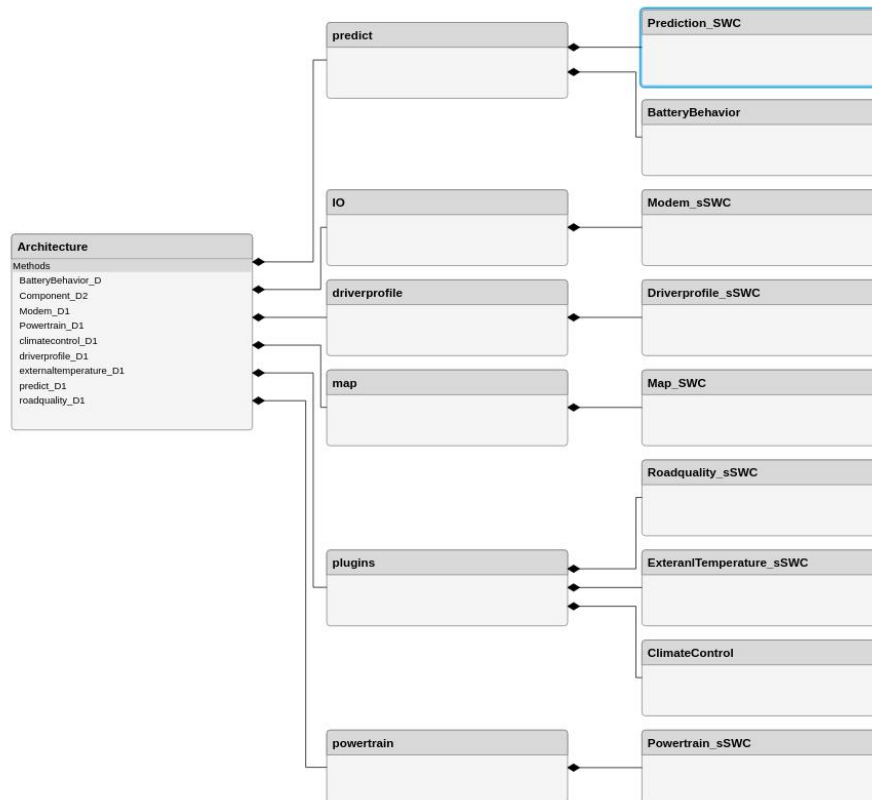 Architecture
Methods
BatteryBehavior_D
Component_D2
Modem_D1
Powertrain_D1
climatecontrol_D1
driverprofile_D1
externaltemperature_D1
predict_D1
roadquality_D1
predict
IO
driverprofile
map
plugins
powertrain
Prediction_SWC
BatteryBehavior
Modem_sSWC
Driverprofile_sSWC
Map_SWC
Roadquality_sSWC
ExteranlTemperature_sSWC
ClimateControl
Powertrain_sSWC